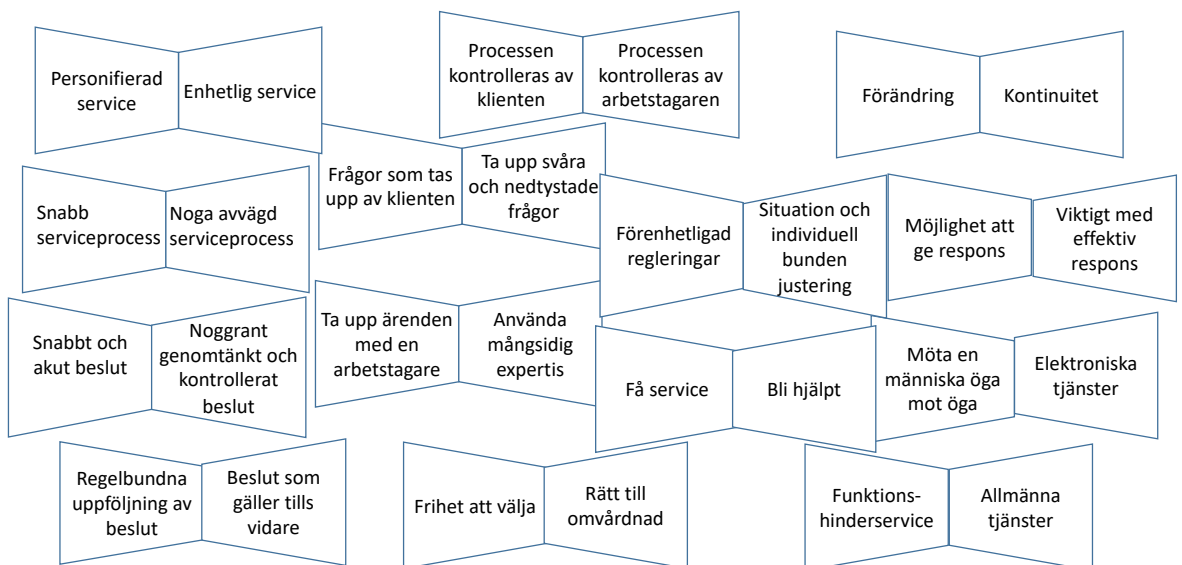 Personifierad
service
Enhetlig service
Processen
kontrolleras av
klienten
Processen
kontrolleras av
arbetstagaren
Förändring
Kontinuitet
Snabb
serviceprocess
Noga avvägd
serviceprocess
Frågor som tas
upp av klienten
Ta upp svåra
och nedtystade
frågor
Förenhetligad
regleringar
Situation och
individuell
bunden
justering
Möjlighet att
ge respons
Viktigt med
effektiv
respons
Snabbt och
akut beslut
Noggrant
genomtänkt och
kontrollerat
beslut
Ta upp ärenden
med en
arbetstagare
Använda
mångsidig
expertis
Få service
Bli hjälpt
Möta en
människa öga
mot öga
Elektroniska
tjänster
Regelbundna
uppföljning av
beslut
Beslut som
gäller tills
vidare
Frihet att välja
Rätt till
omvårdnad
Funktions-
hinderservice
Allmänna
tjänster